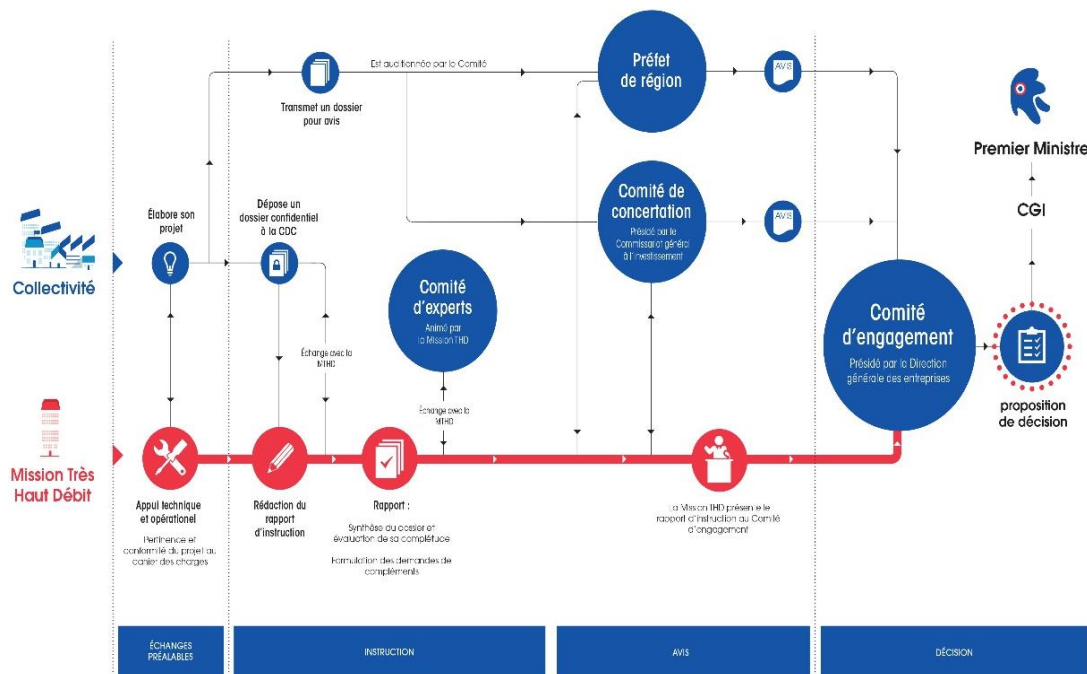 Est auditionnée par le Comité
Préfet
de région
AVIS
Transmet un dossier
pour avis
Premier Ministre
CGI
Élabore son
projet
Dépose un
dossier confidentiel
à la CDC
Comité de
concertation
Présidé par le
Commissariat général
à l'investissement
AVIS
Collectivité
Comité
d'experts
Animé par
la Mission THD
Comité
d'engagement
Présidé par la Direction
générale des entreprises
Échange avec la
MTHD
Échange avec la
MTHD
proposition
de décision
Mission Très
Haut Débit
Appui technique
et opérationnel
Pertinence et
conformité du projet au
cahier des charges
Rédaction du
rapport
d'instruction
Rapport :
Synthèse du dossier et
évaluation de sa complétude
Formulation des demandes de
compléments
La Mission THD présente le
rapport d'instruction au Comité
d'engagement
ÉCHANGES
PRÉALABLES
INSTRUCTION
AVIS
DÉCISION